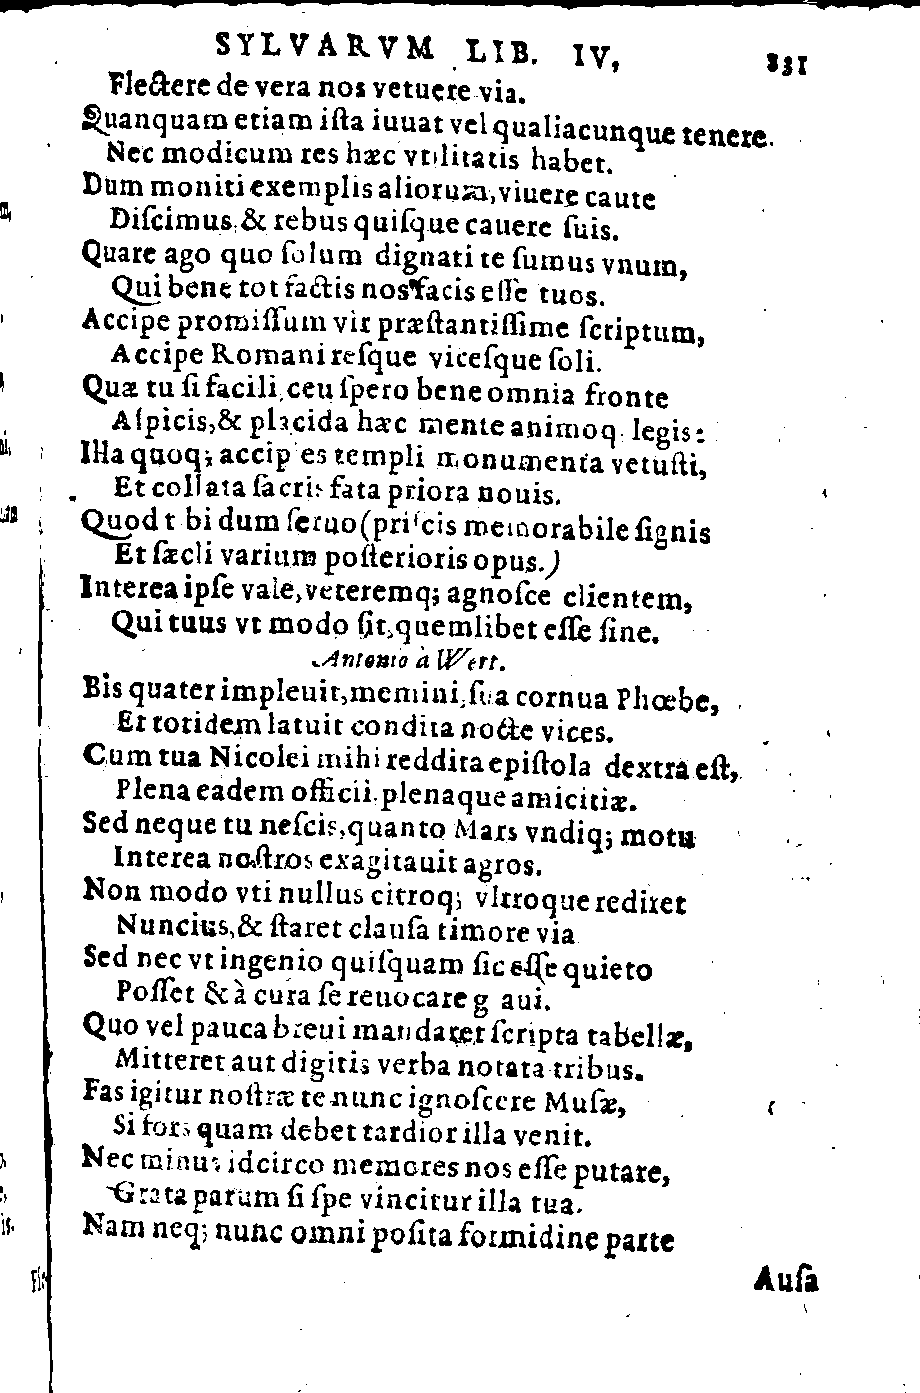 SYLVARVM LIB. IV, 831
Flectere de vera nos vetuere via.
Quanquam etiam iſta iuuat vel qualiacunque tenere.
Nec modicum res hæc vtilitatis habet.
Dum moniti exemplis aliorum, viuere caute
Diſcimus, & rebus quiſque cauere ſuis.
Quare ago quo ſolum dignati te ſumus vnum,
Qui bene tot factis nos facis eſſe tuos.
Accipe promiſſum vir præſtantiſſime ſcriptum,
Accipe Romani reſque viceſque ſoli.
Quæ tu ſi facili, ceu ſpero bene omnia fronte
Aſpicis, & placida hæc mente animoq. legis:
Illa quoq; accipies templi monumenta vetuſti,
Et collata ſacris fata priora nouis.
Quod tibi dum ſeruo (priſcis memorabile ſignis
Et ſæcli varium poſterioris opus.)
Interea ipſe vale, veteremq; agnoſce clientem,
Qui tuus vt modo ſit, quemlibet eſſe ſine.
Antonio à Wert.
Bis quater impleuit, memini, ſua cornua Phœbe,
Et totidem latuit condita nocte vices.
Cum tua Nicolei mihi reddita epiſtola dextra eſt,
Plena eadem officii, plenaque amicitiæ.
Sed neque tu neſcis, quanto Mars vndiq; motu
Interea noſtros exagitauit agros.
Non modo vti nullus citroq; vltroque rediret
Nuncius, & ſtaret clauſa timore via
Sed nec vt ingenio quiſquam ſic eſſe quieto
Poſſet & à cura ſe reuocare graui.
Quo vel pauca breui mandaret ſcripta tabellæ,
Mitteret aut digitis verba notata tribus.
Fas igitur noſtræ te nunc ignoſcere Muſæ,
Si fors quam debet tardior illa venit.
Nec minus idcirco memores nos eſſe putare,
Grata parum ſi ſpe vincitur illa tua.
Nam neq; nunc omni poſita formidine parte
Auſa